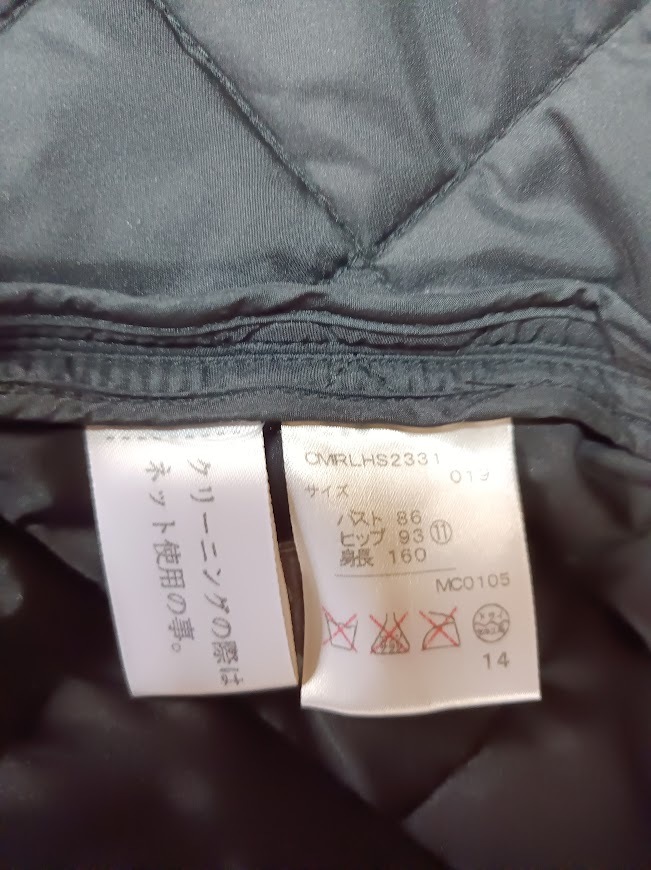 クリーニングの際は
ネット使用の事。
CMRLHS2331
019
サイズ
バスト 86
ヒップ 93 ⑪
身長 160
MC0105
14